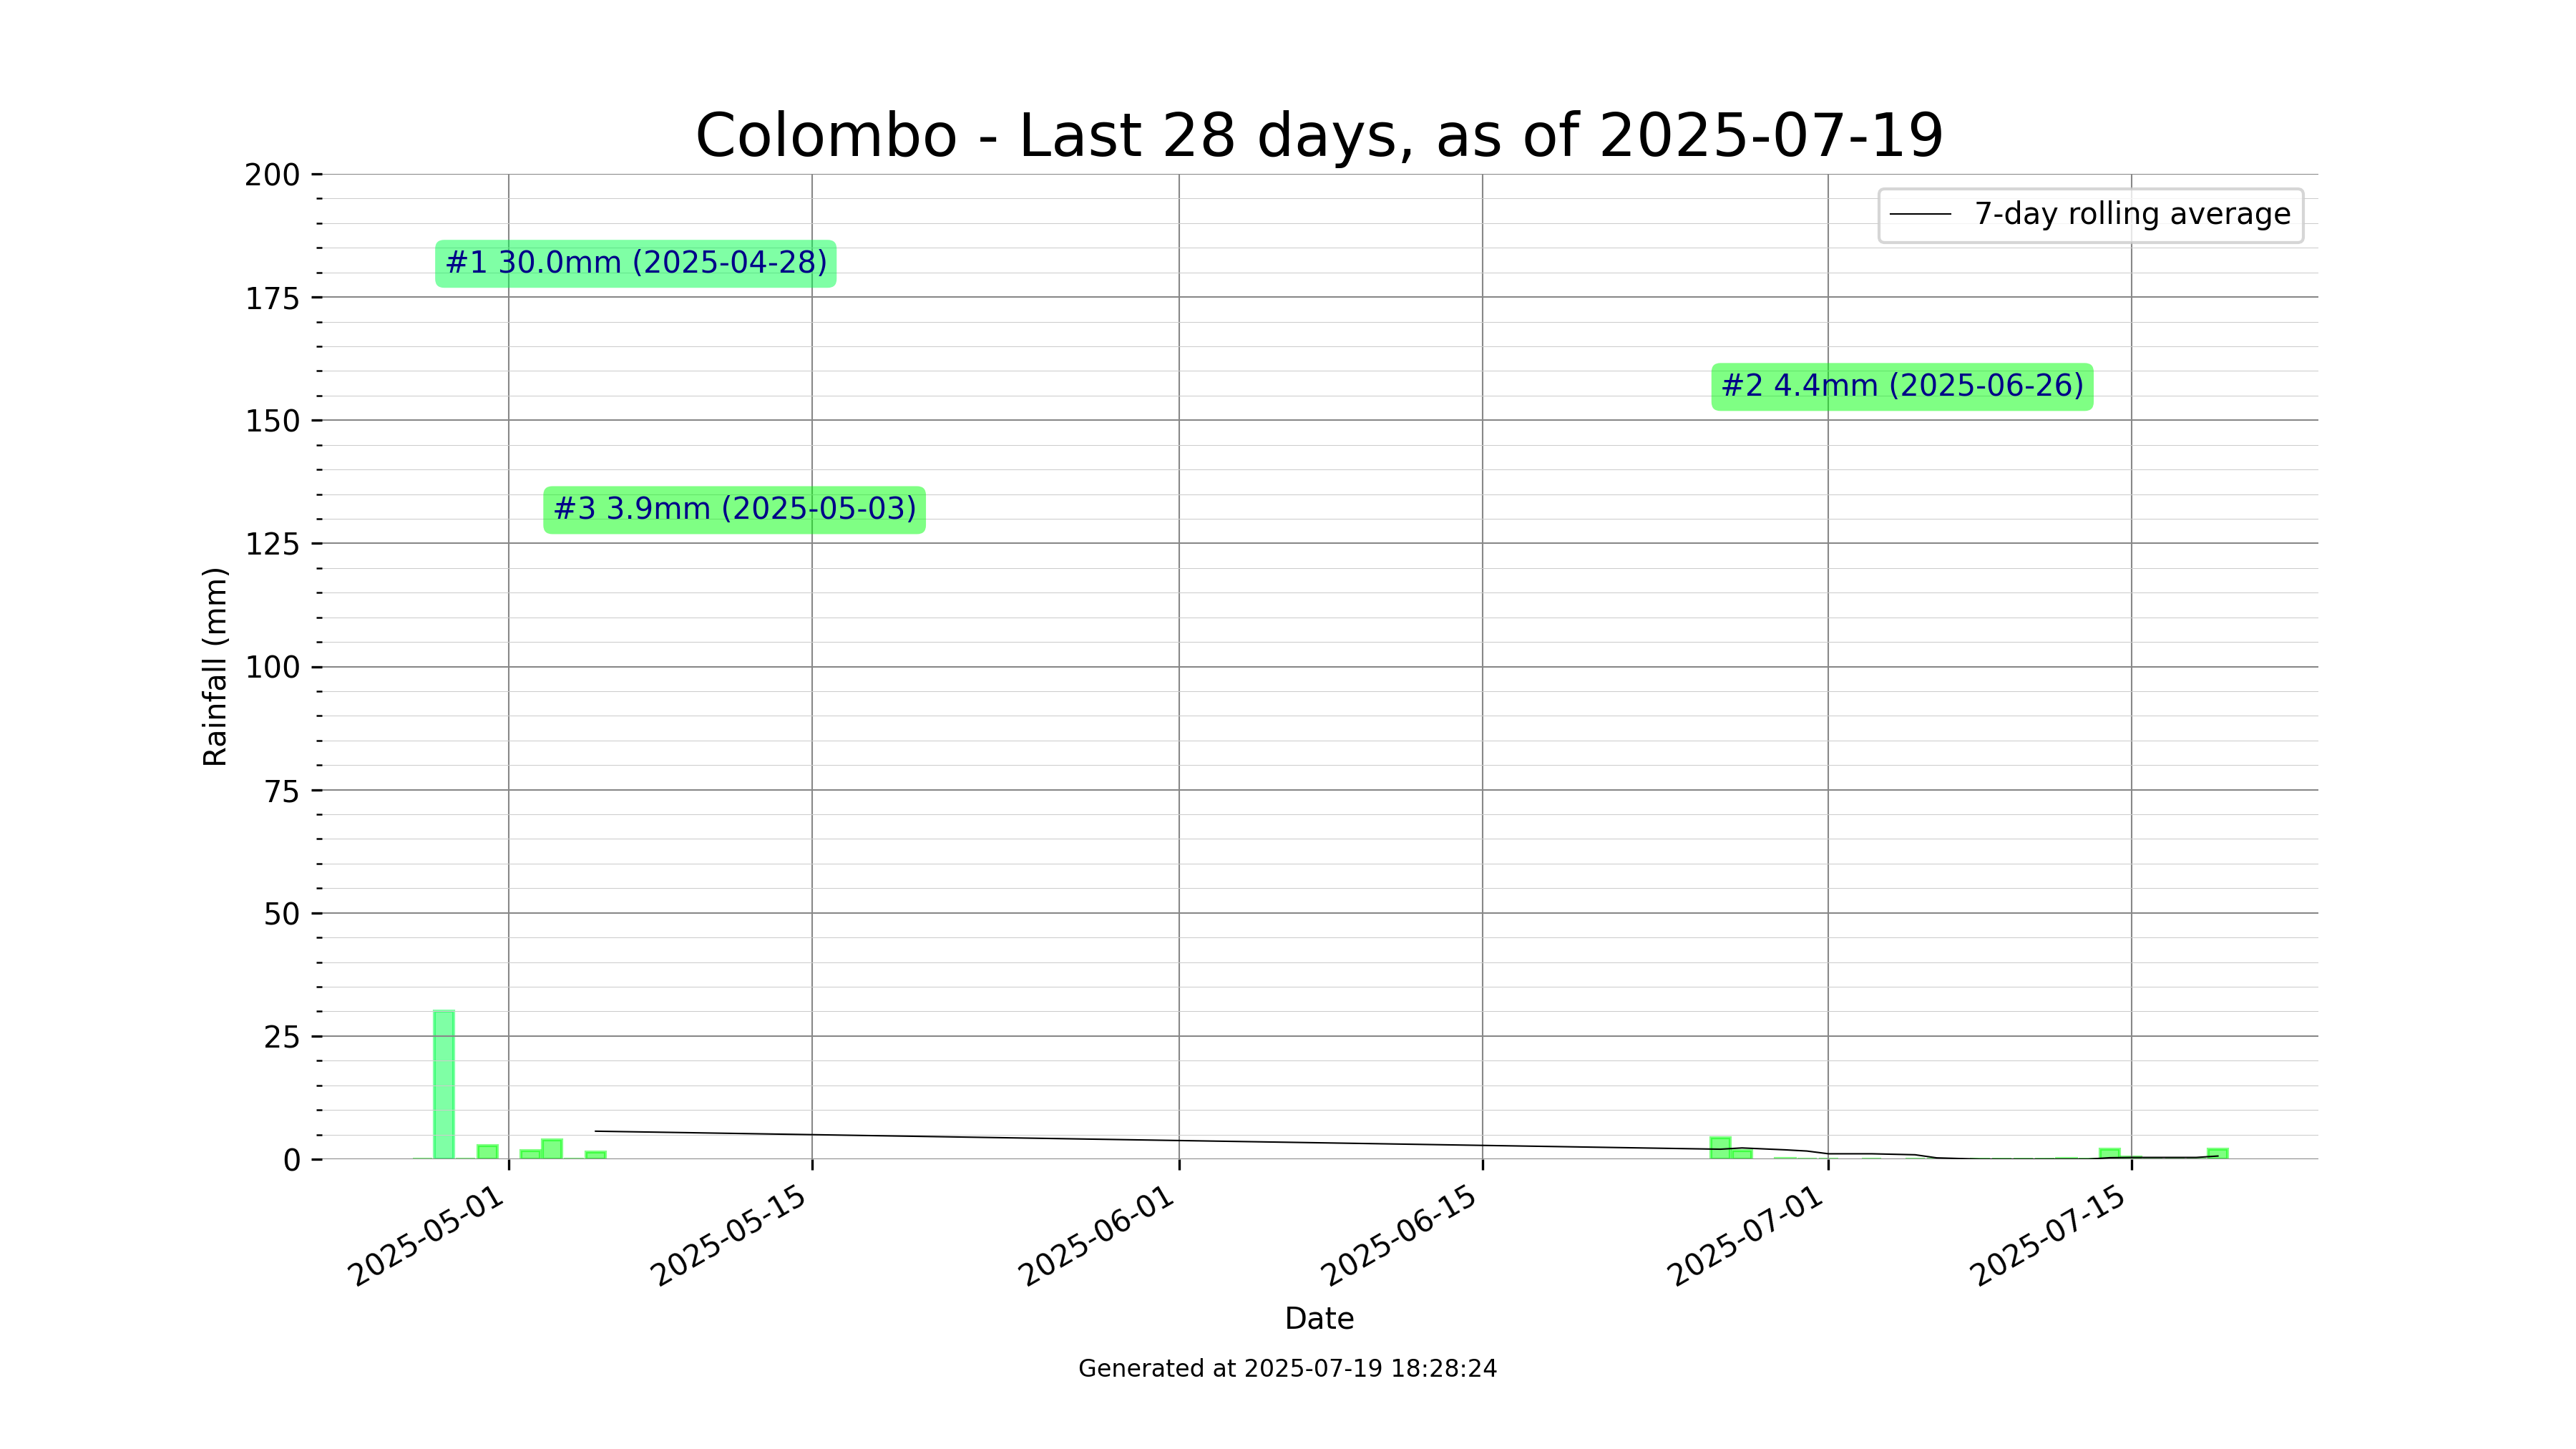 Colombo - Last 28 days, as of 2025-07-19
200
175
150
125
100
75
50
25
0
Rainfall (mm)
7-day rolling average
#1 30.0mm (2025-04-28)
#2 4.4mm (2025-06-26)
#3 3.9mm (2025-05-03)
2025-05-01
2025-05-15
2025-06-01
2025-06-15
2025-07-01
2025-07-15
Date
Generated at 2025-07-19 18:28:24